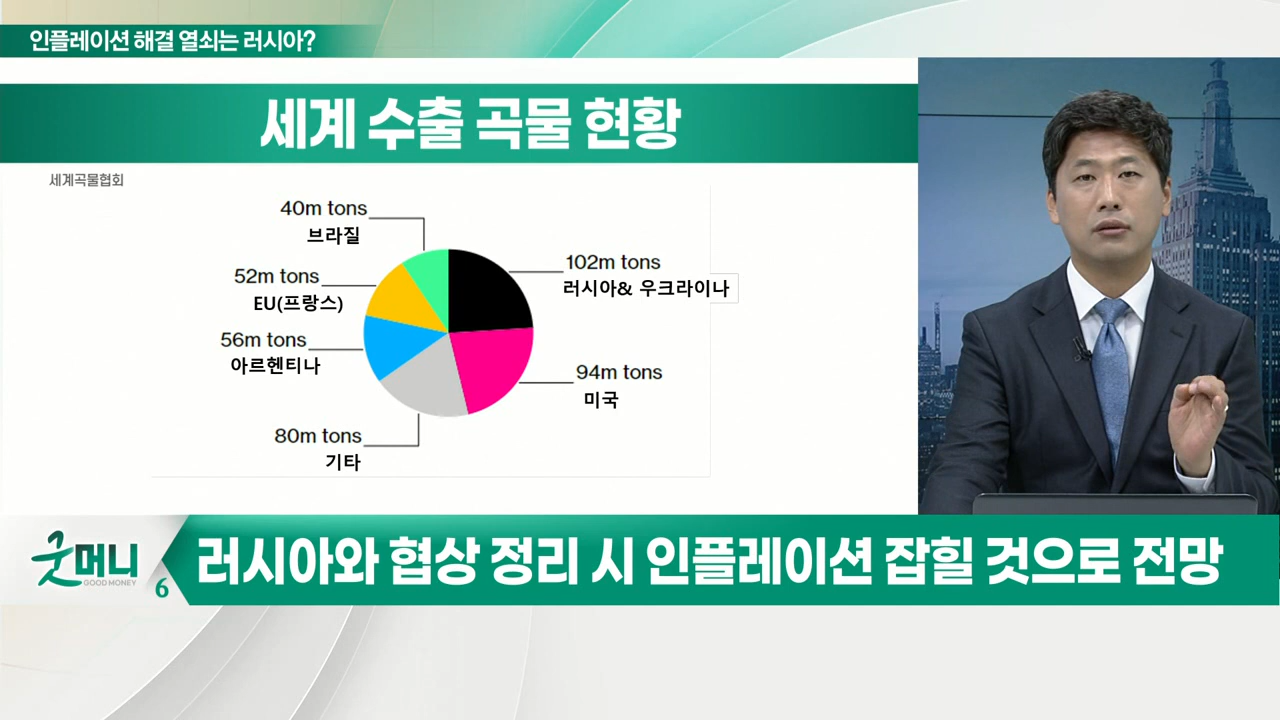 인플레이션 해결 열쇠는 러시아?
세계 수출 곡물 현황
세계곡물협회
40m tons
브라질
52m tons
EU(프랑스)
56m tons
아르헨티나
80m tons
기타
102m tons
러시아& 우크라이나
94m tons
미국
굿머니
GOOD MONEY
6
러시아와 협상 정리 시 인플레이션 잡힐 것으로 전망